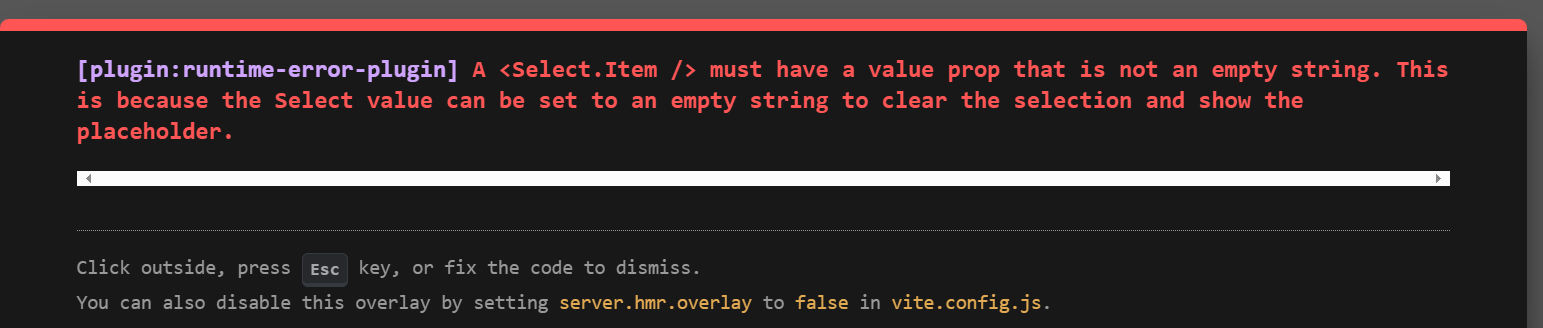 [plugin:runtime-error-plugin] A <Select.Item /> must have a value prop that is not an empty string. This
is because the Select value can be set to an empty string to clear the selection and show the
placeholder.
Click outside, press Esc key, or fix the code to dismiss.
You can also disable this overlay by setting server.hmr.overlay to false in vite.config.js.